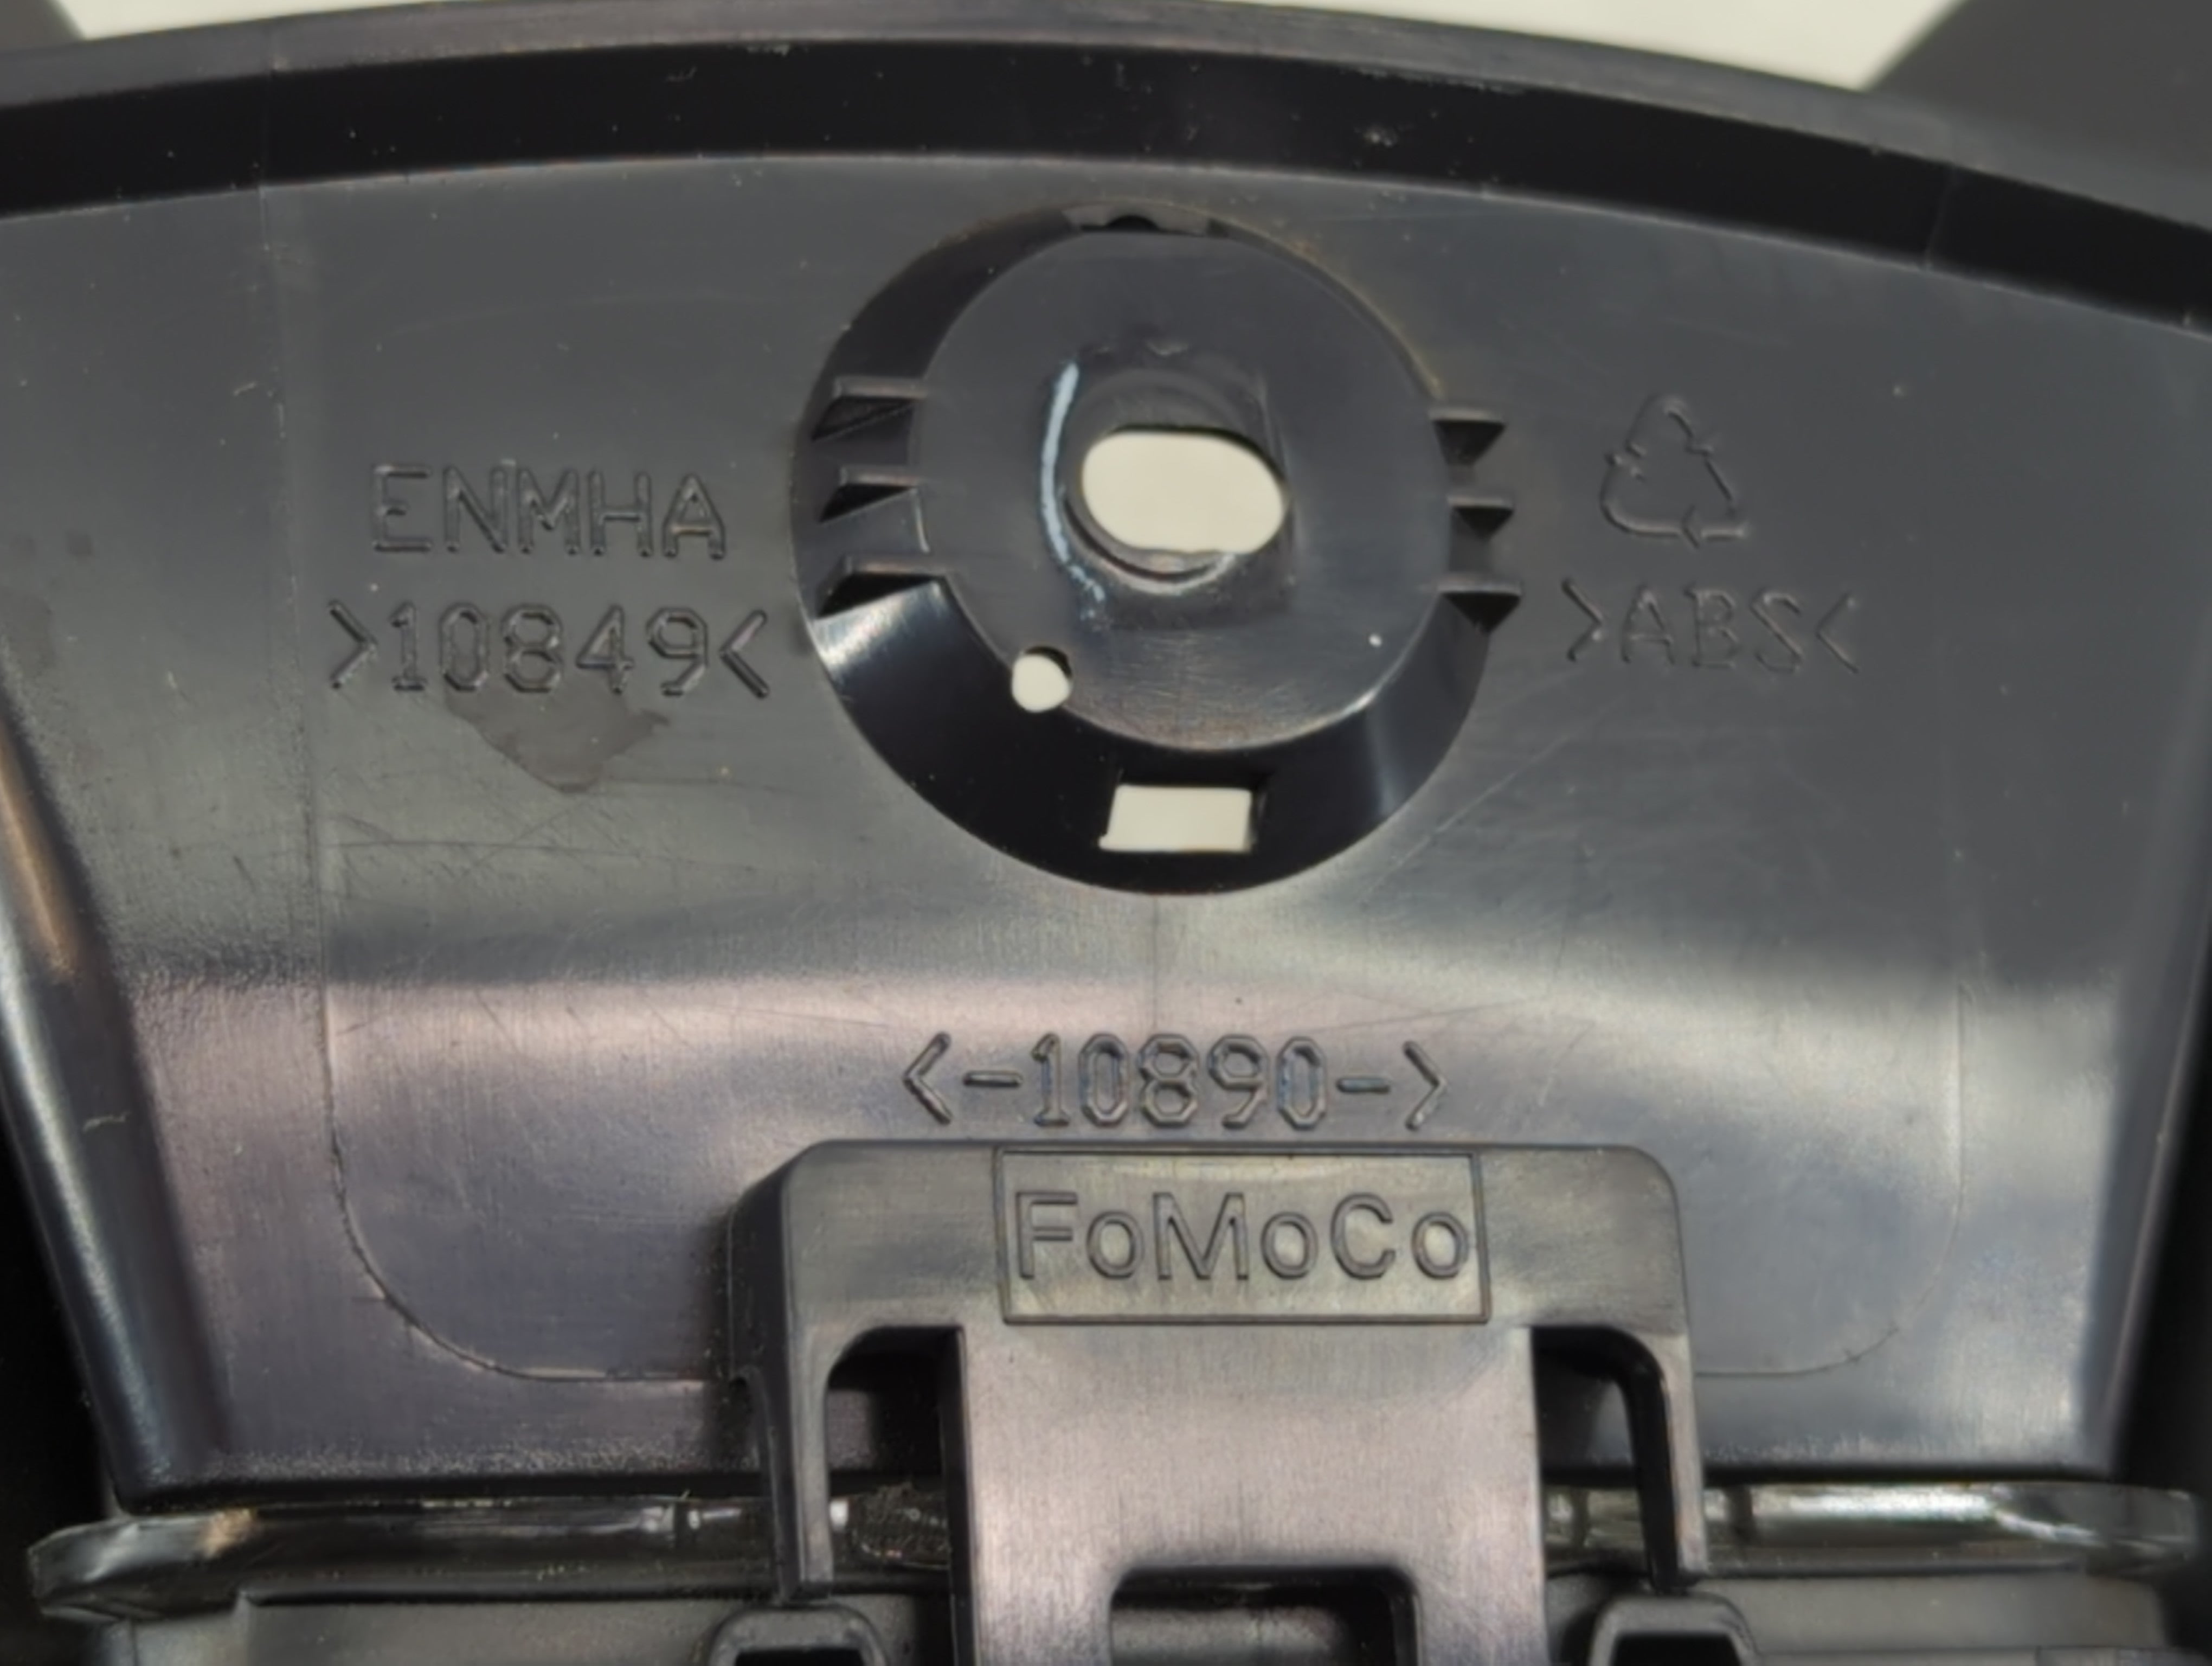 ENMHA
>10849<
>ABS<
<-10890->
FoMoCo